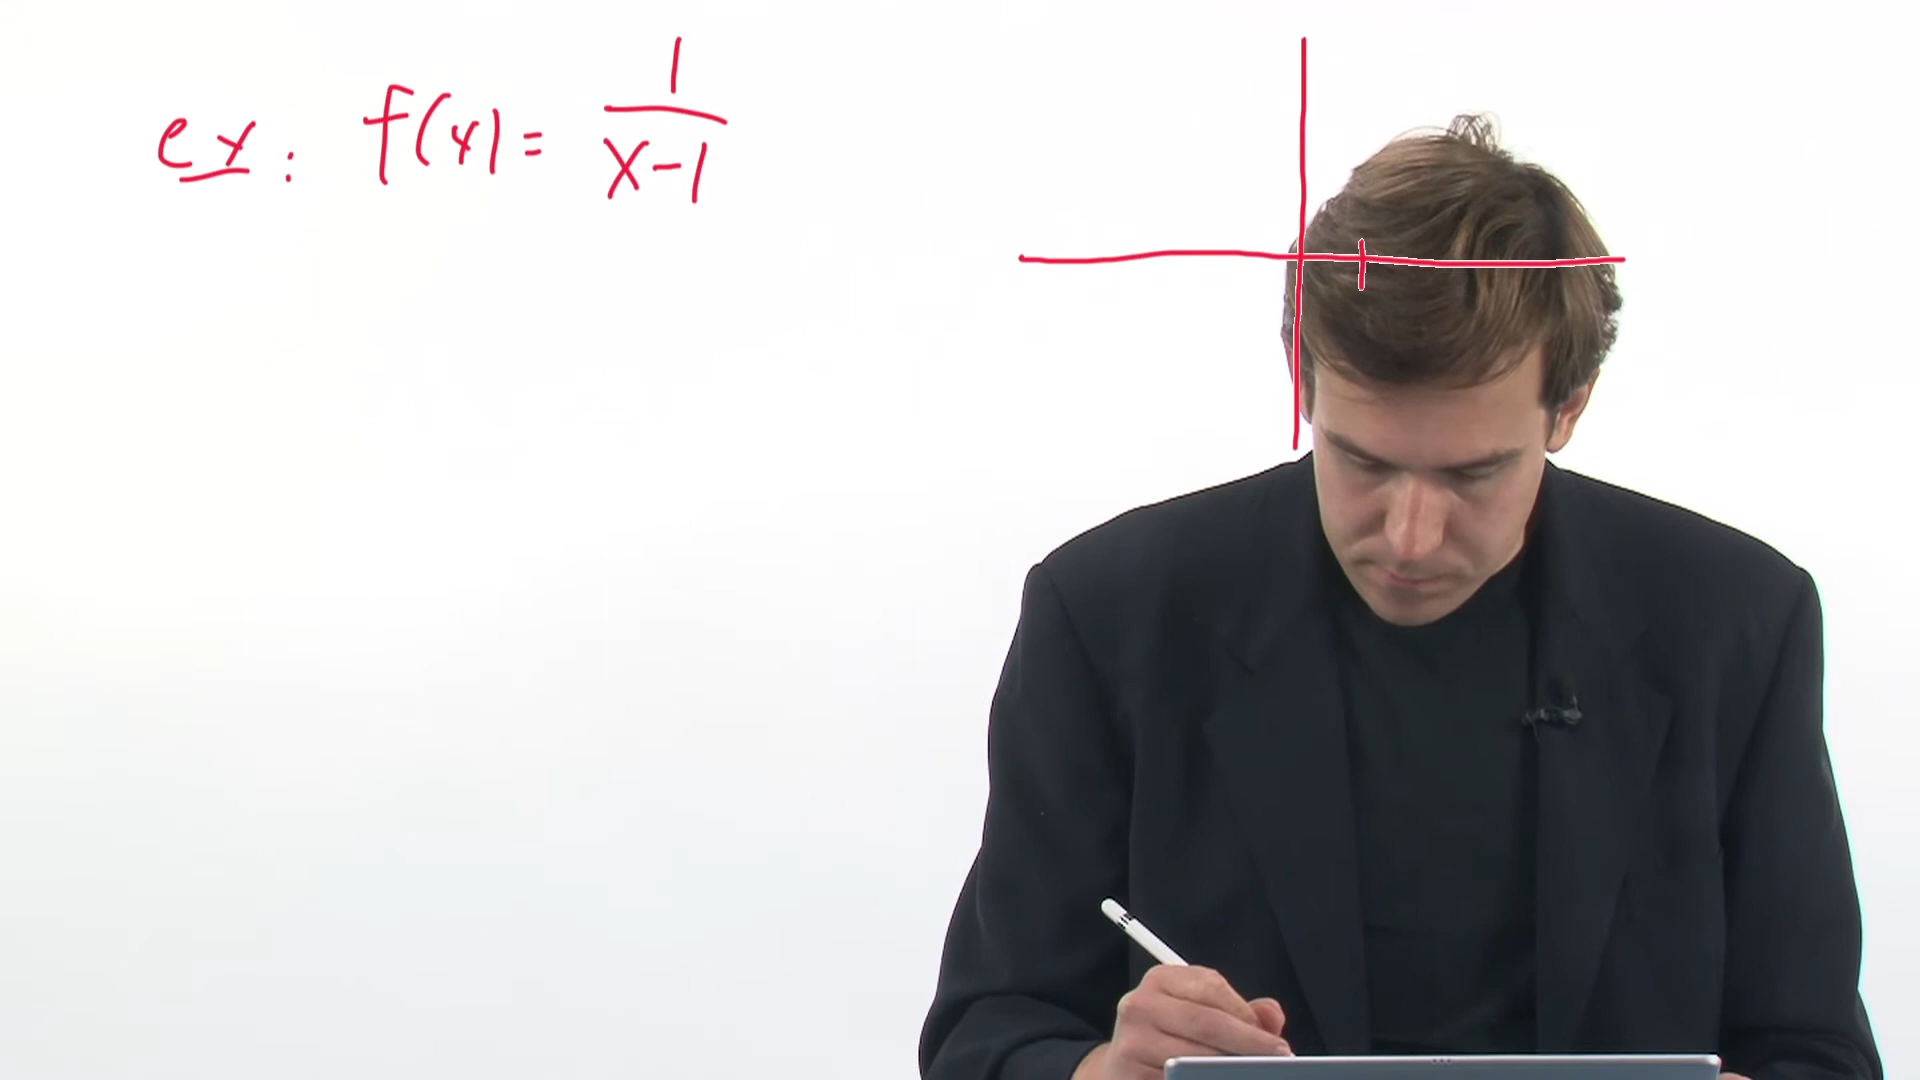 ex: f(x) = 1/(x-1)